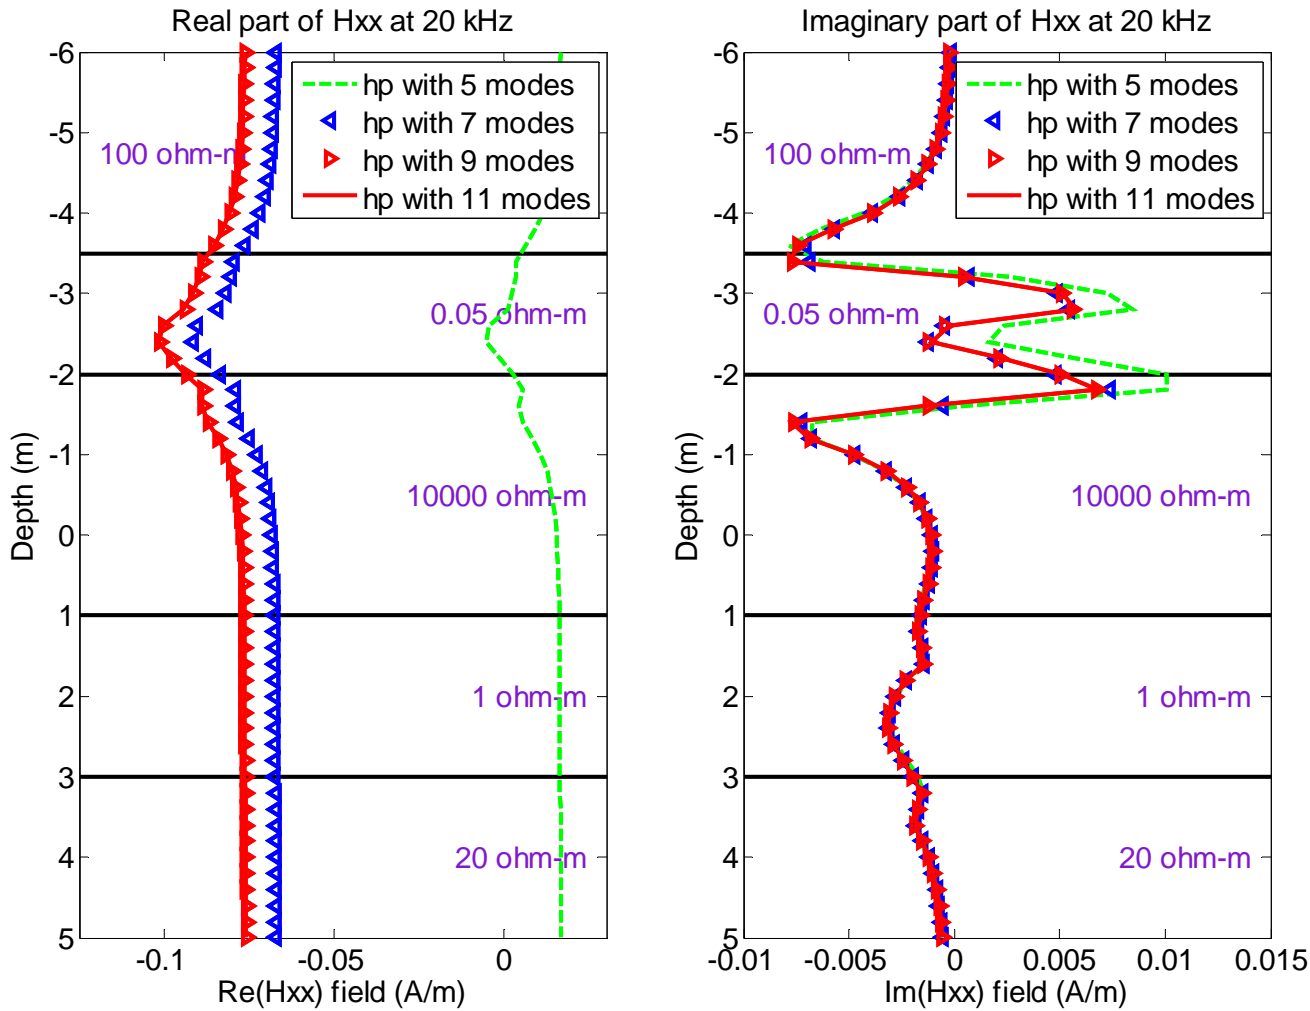 Real part of Hxx at 20 kHz
hp with 5 modes
hp with 7 modes
hp with 9 modes
hp with 11 modes
100 ohm-m
0.05 ohm-m
10000 ohm-m
1 ohm-m
20 ohm-m
-6
-5
-4
-3
-2
-1
0
1
2
3
4
5
Depth (m)
-0.1
-0.05
0
Re(Hxx) field (A/m)
Imaginary part of Hxx at 20 kHz
hp with 5 modes
hp with 7 modes
hp with 9 modes
hp with 11 modes
100 ohm-m
0.05 ohm-m
10000 ohm-m
1 ohm-m
20 ohm-m
-6
-5
-4
-3
-2
-1
0
1
2
3
4
5
Depth (m)
-0.01
-0.005
0
0.005
0.01
0.015
Im(Hxx) field (A/m)